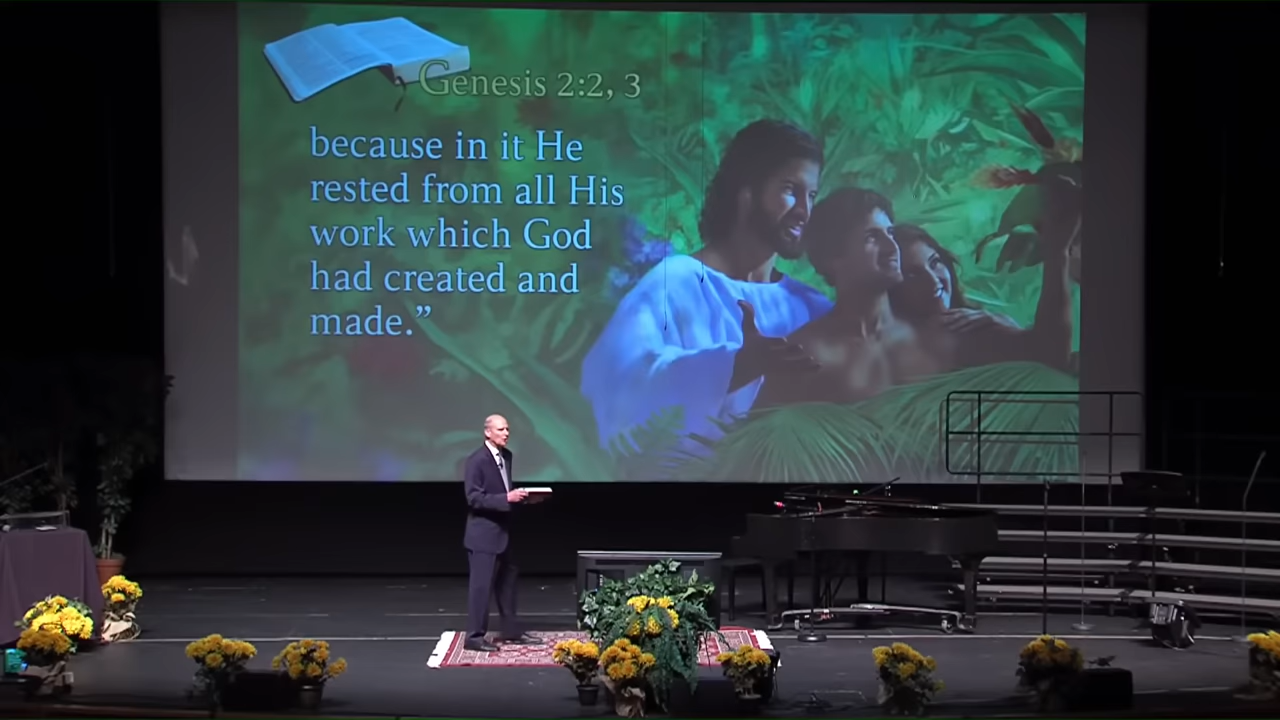 Genesis 2:2, 3
because in it He
rested from all His
work which God
had created and
made.”